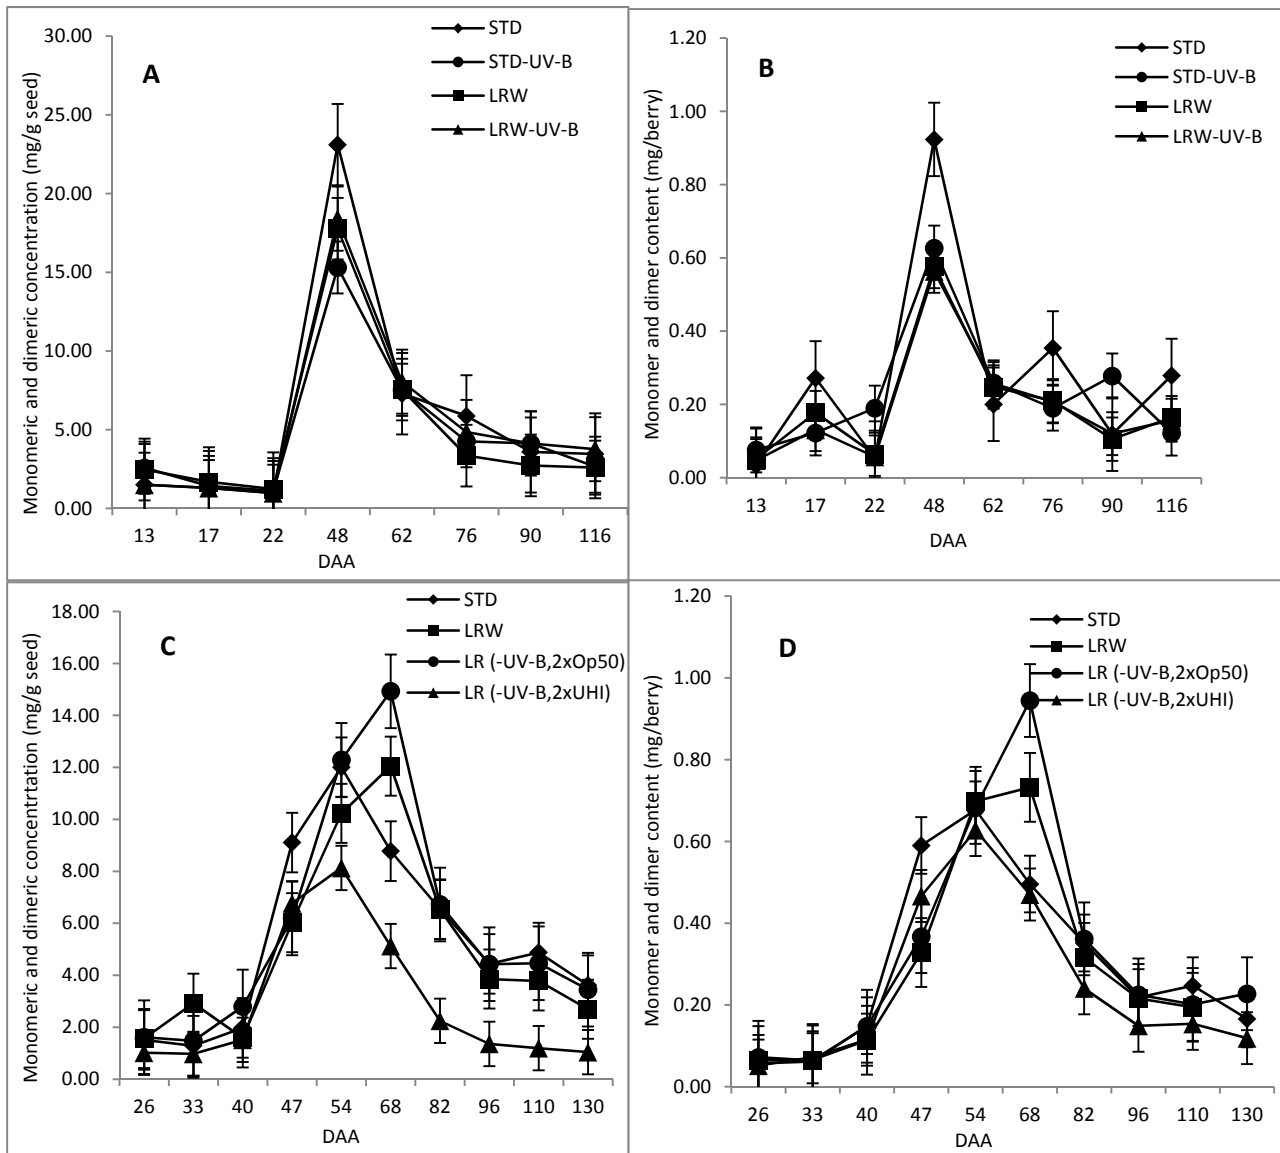 A
Monomeric and dimeric concentration (mg/g seed)
30.00
25.00
20.00
15.00
10.00
5.00
0.00
13 17 22 48 62 76 90 116
DAA
STD
STD-UV-B
LRW
LRW-UV-B
B
Monomer and dimer content (mg/berry)
1.20
1.00
0.80
0.60
0.40
0.20
0.00
13 17 22 48 62 76 90 116
DAA
STD
STD-UV-B
LRW
LRW-UV-B
C
Monomeric and dimeric concentrtation (mg/g seed)
18.00
16.00
14.00
12.00
10.00
8.00
6.00
4.00
2.00
0.00
26 33 40 47 54 68 82 96 110 130
DAA
STD
LRW
LR (-UV-B,2xOp50)
LR (-UV-B,2xUHI)
D
Monomer and dimer content (mg/berry)
1.20
1.00
0.80
0.60
0.40
0.20
0.00
26 33 40 47 54 68 82 96 110 130
DAA
STD
LRW
LR (-UV-B,2xOp50)
LR (-UV-B,2xUHI)